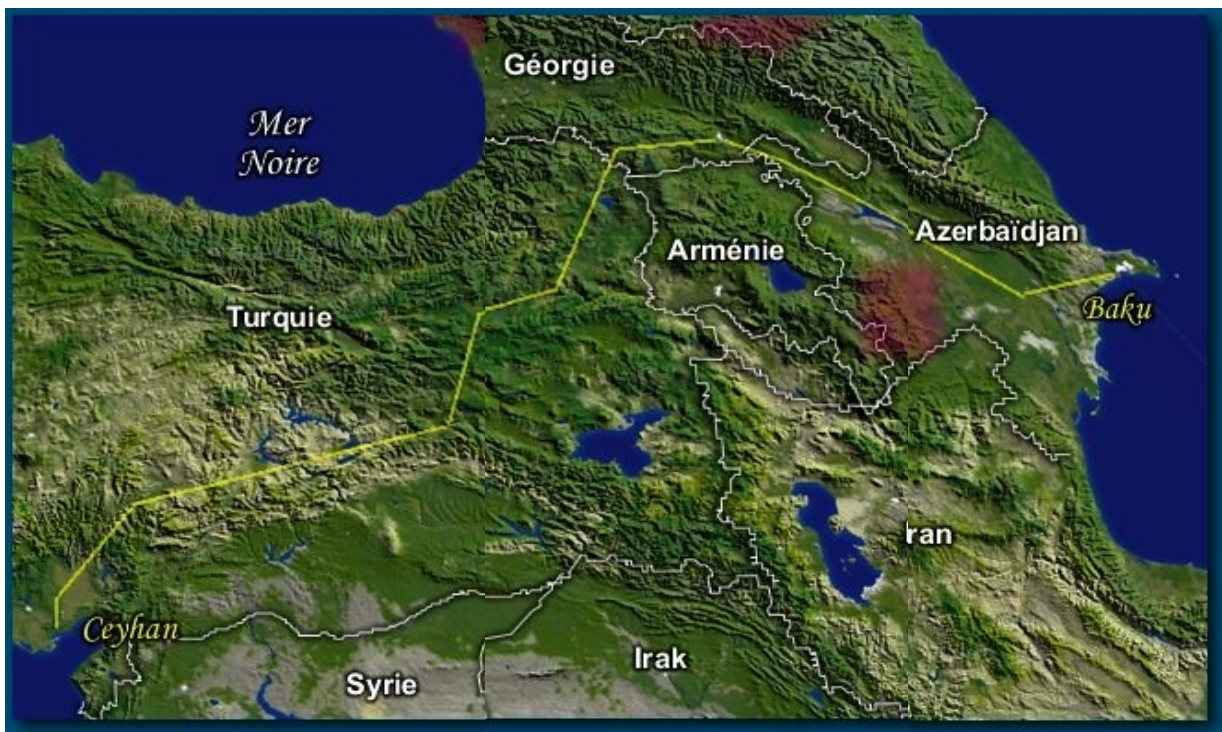 Géorgie
Mer
Noire
Azerbaïdjan
Arménie
Baku
Turquie
ran
Ceyhan
Irak
Syrie